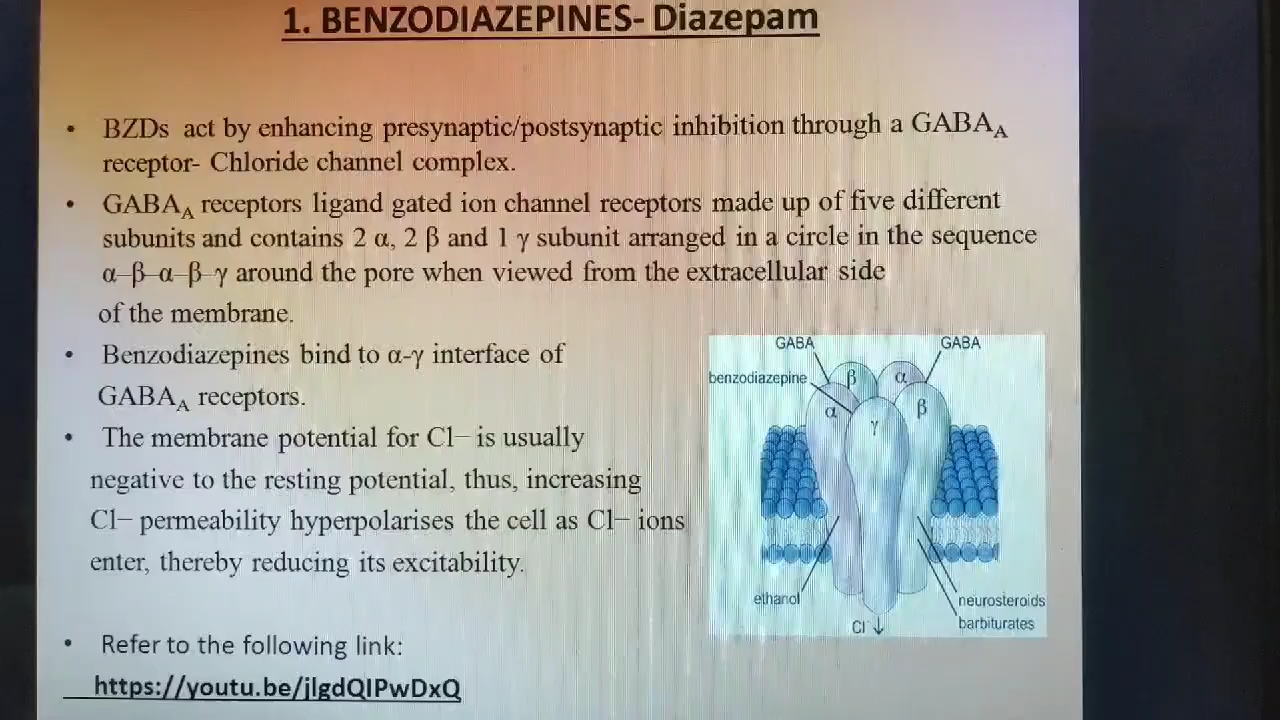 1. BENZODIAZEPINES- Diazepam
• BZDs act by enhancing presynaptic/postsynaptic inhibition through a GABAA
receptor- Chloride channel complex.
• GABAA receptors ligand gated ion channel receptors made up of five different
subunits and contains 2 α, 2 β and 1 γ subunit arranged in a circle in the sequence
α–β–α–β–γ around the pore when viewed from the extracellular side
of the membrane.
• Benzodiazepines bind to α-γ interface of
GABAA receptors.
• The membrane potential for Cl− is usually
negative to the resting potential, thus, increasing
Cl− permeability hyperpolarises the cell as Cl− ions
enter, thereby reducing its excitability.
GABA GABA
benzodiazepine β α
α β
γ
ethanol neurosteroids
barbiturates
Cl- ↓
• Refer to the following link:
https://youtu.be/jlgdQIPwDxQ